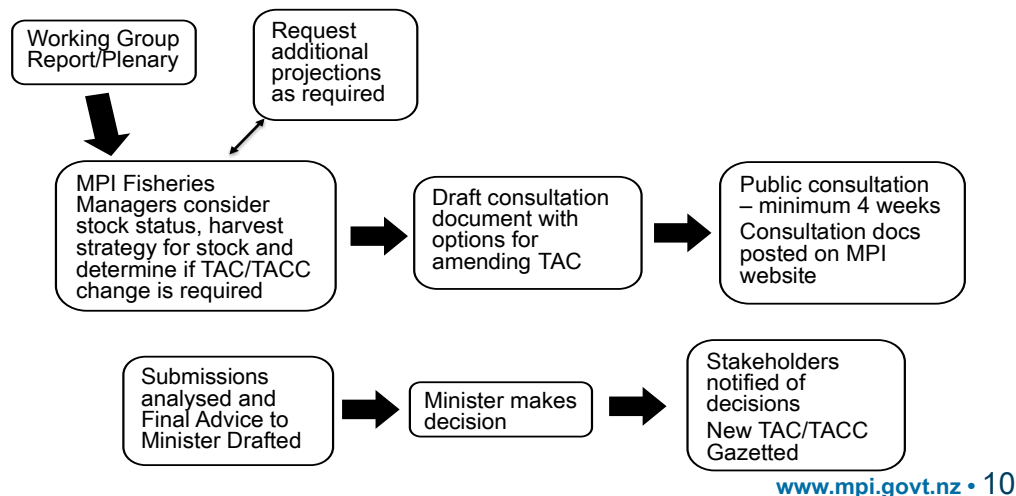 Working Group
Report/Plenary
Request
additional
projections
as required
MPI Fisheries
Managers consider
stock status, harvest
strategy for stock and
determine if TAC/TACC
change is required
Draft consultation
document with
options for
amending TAC
Public consultation
– minimum 4 weeks
Consultation docs
posted on MPI
website
Submissions
analysed and
Final Advice to
Minister Drafted
Minister makes
decision
Stakeholders
notified of
decisions
New TAC/TACC
Gazetted
www.mpi.govt.nz • 10